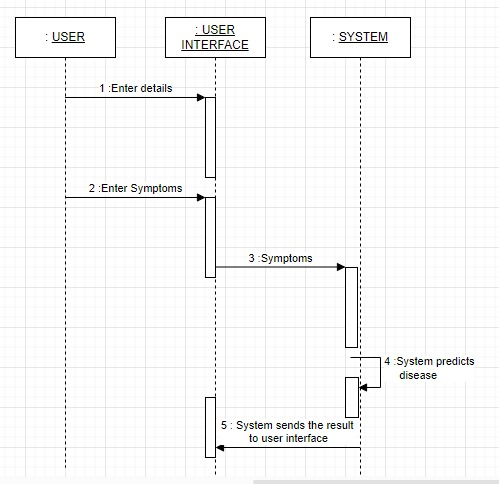 : USER
: USER
INTERFACE
: SYSTEM
1 :Enter details
2 :Enter Symptoms
3 :Symptoms
4 :System predicts
disease
5 : System sends the result
to user interface